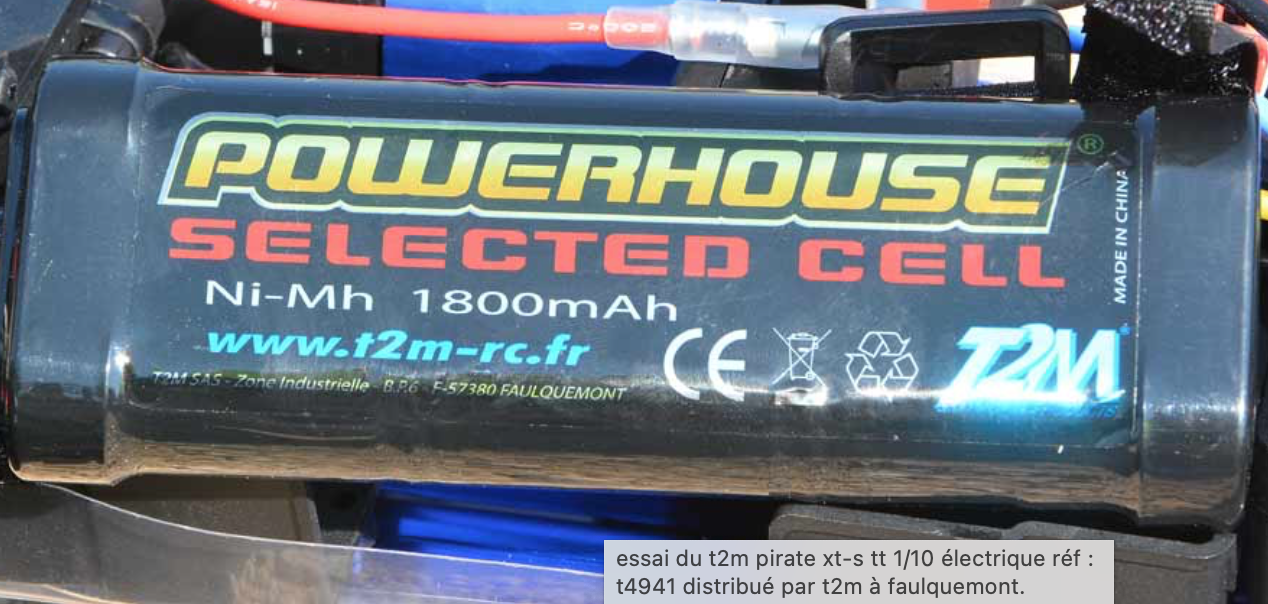 POWERHOUSE®
SELECTED CELL
Ni-Mh 1800mAh
www.t2m-rc.fr
T2M SAS - Zone Industrielle B.P.6 F-57380 FAULQUEMONT
CE
T2M
MADE IN CHINA
essai du t2m pirate xt-s tt 1/10 électrique réf :
t4941 distribué par t2m à faulquemont.